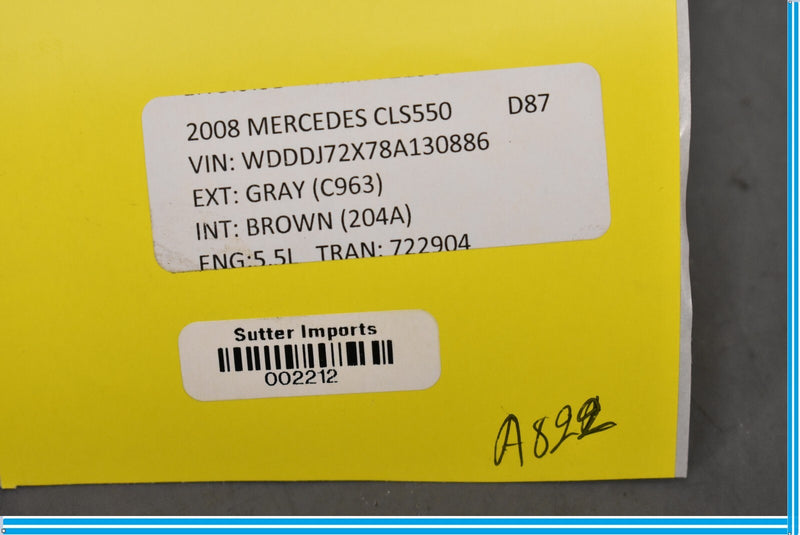 2008 MERCEDES CLS550 D87
VIN: WDDDJ72X78A130886
EXT: GRAY (C963)
INT: BROWN (204A)
ENG:5.5L TRAN: 722904
Sutter Imports
002212